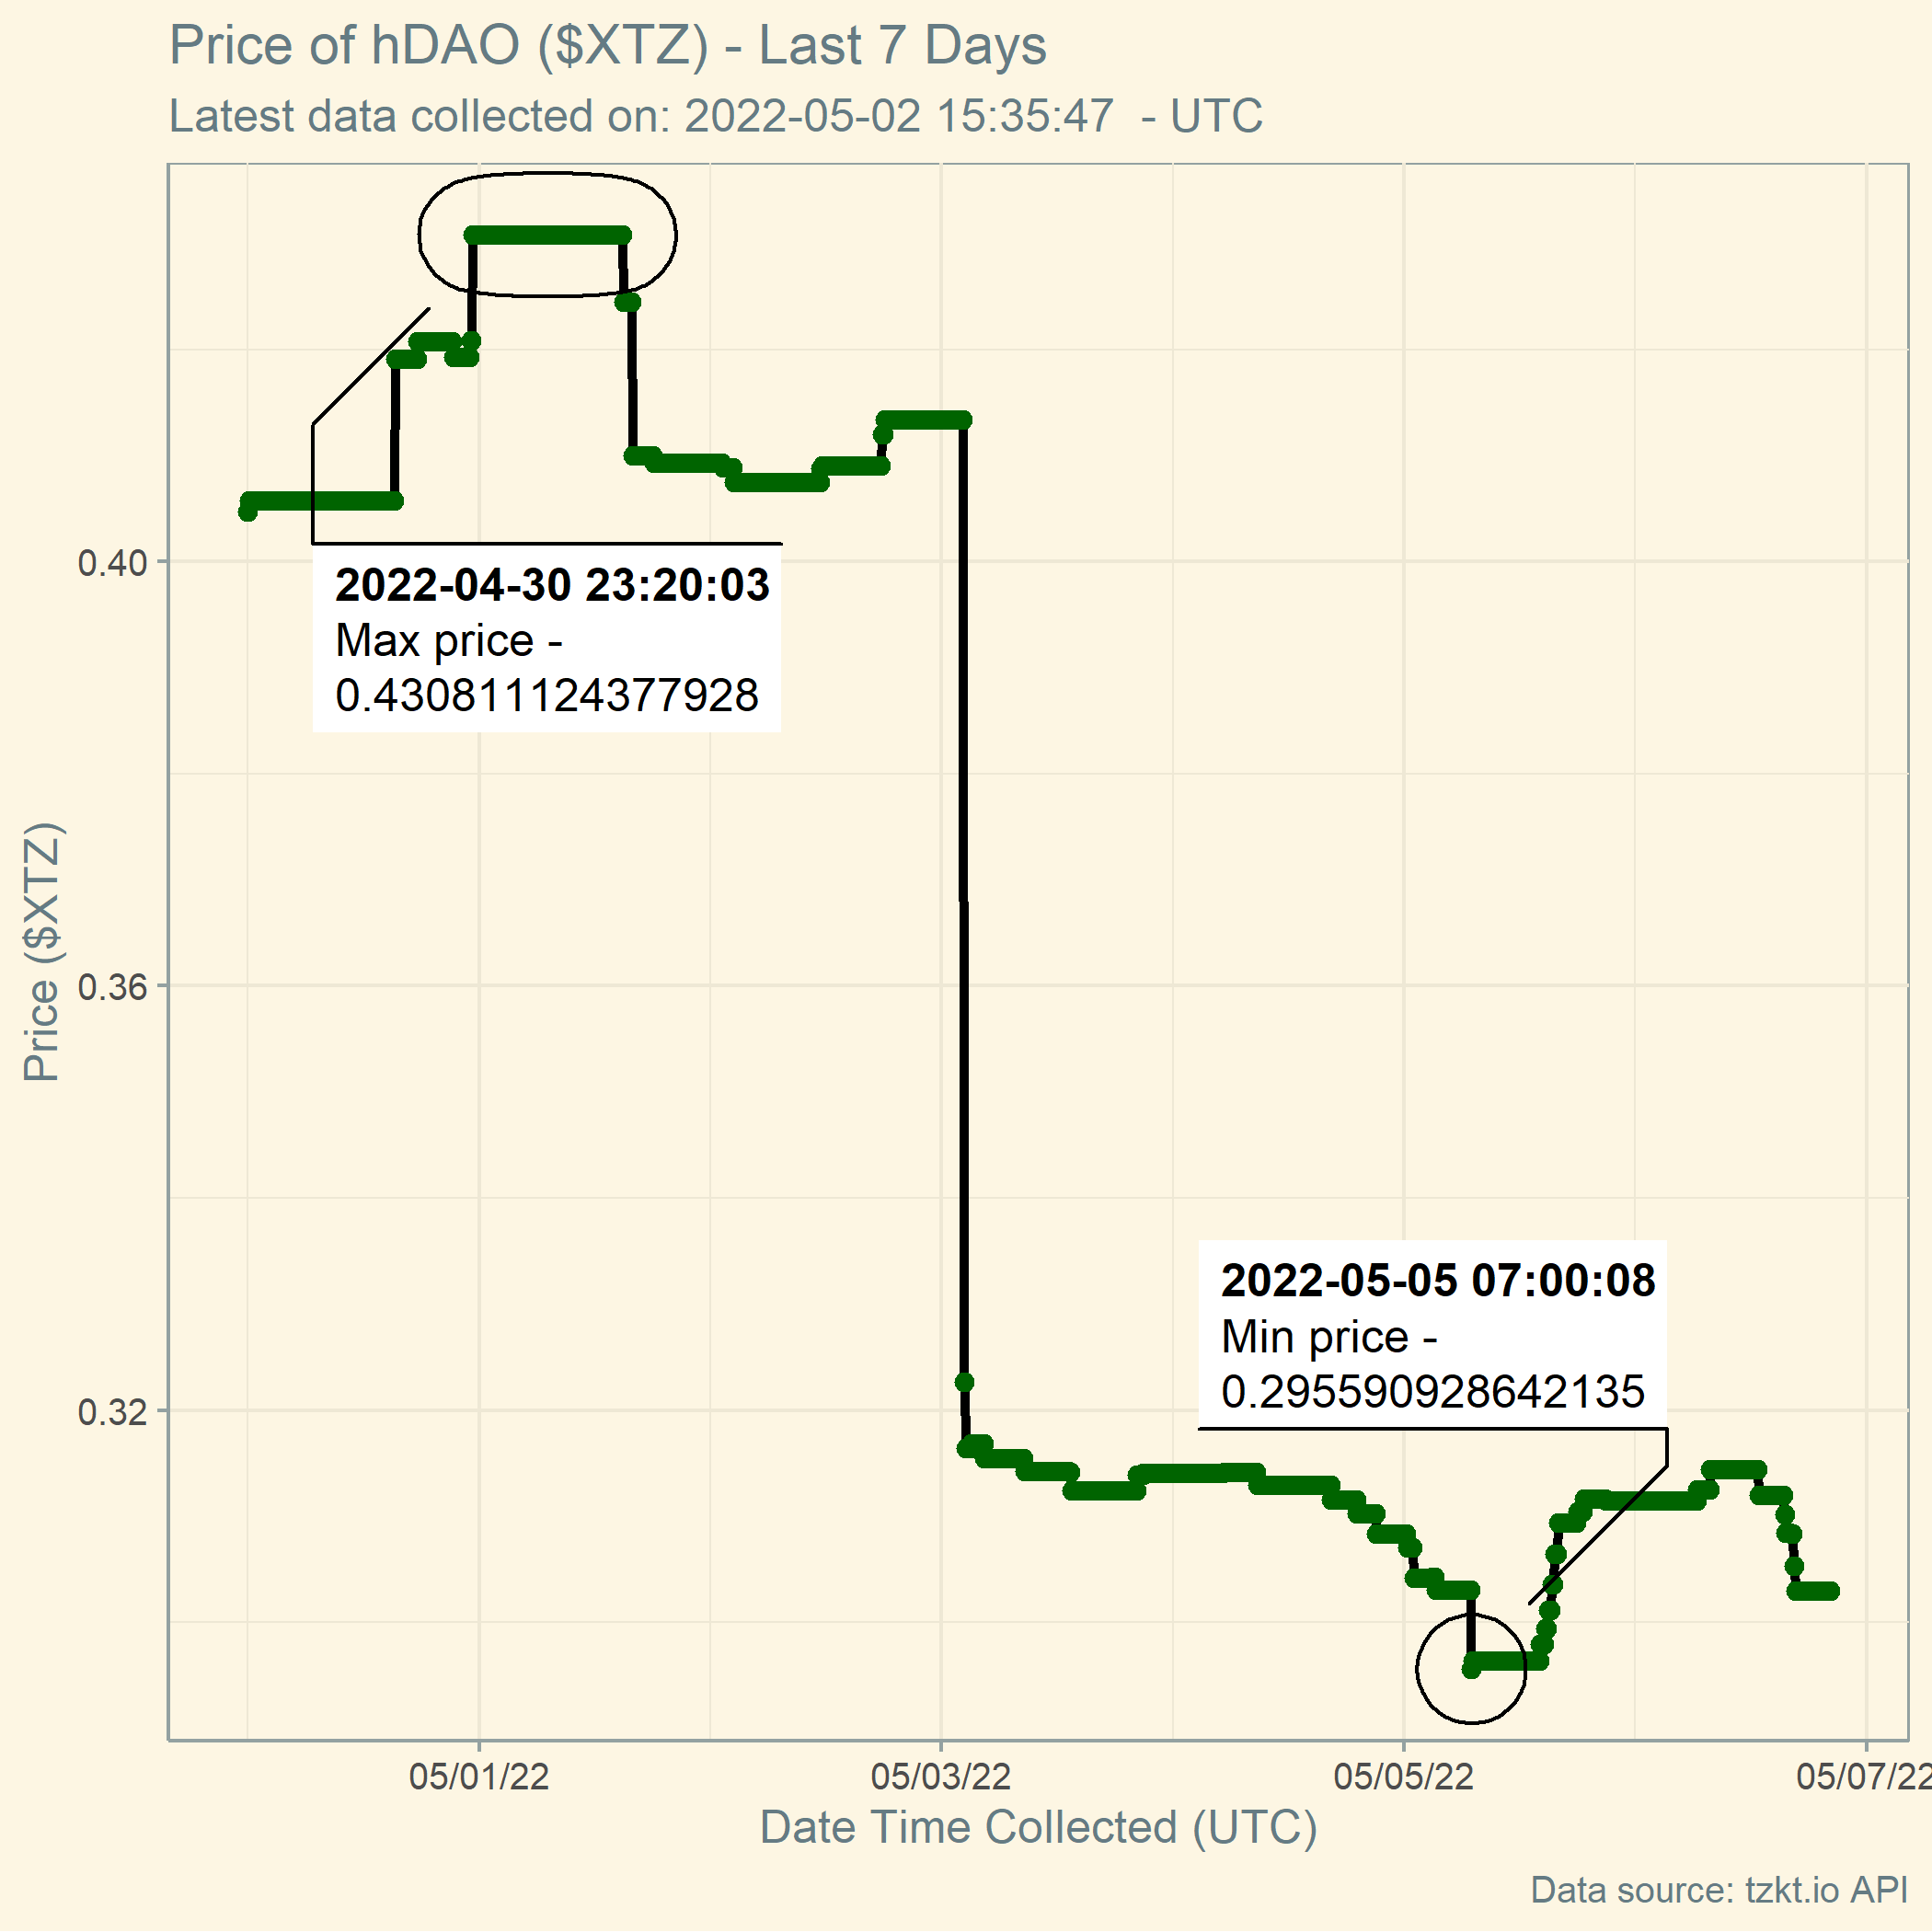 Price of hDAO ($XTZ) - Last 7 Days
Latest data collected on: 2022-05-02 15:35:47  - UTC
Price ($XTZ)
0.40
0.36
0.32
2022-04-30 23:20:03
Max price -
0.430811124377928
2022-05-05 07:00:08
Min price -
0.295590928642135
05/01/22
05/03/22
05/05/22
05/07/22
Date Time Collected (UTC)
Data source: tzkt.io API